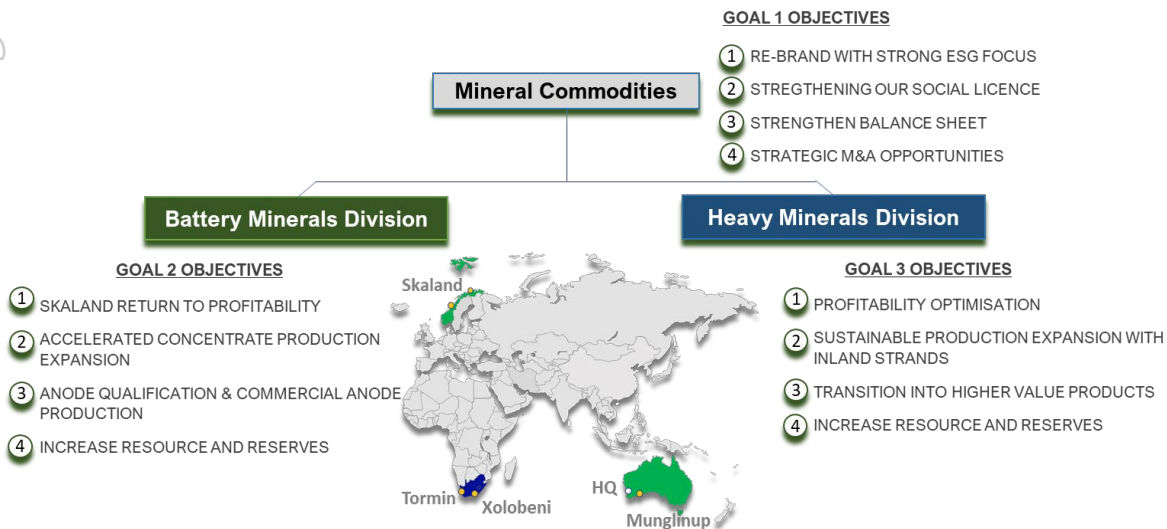 GOAL 1 OBJECTIVES
1 RE-BRAND WITH STRONG ESG FOCUS
2 STREGTHENING OUR SOCIAL LICENCE
3 STRENGTHEN BALANCE SHEET
4 STRATEGIC M&A OPPORTUNITIES
Mineral Commodities
Battery Minerals Division
GOAL 2 OBJECTIVES
1 SKALAND RETURN TO PROFITABILITY
2 ACCELERATED CONCENTRATE PRODUCTION
EXPANSION
3 ANODE QUALIFICATION & COMMERCIAL ANODE
PRODUCTION
4 INCREASE RESOURCE AND RESERVES
Heavy Minerals Division
GOAL 3 OBJECTIVES
1 PROFITABILITY OPTIMISATION
2 SUSTAINABLE PRODUCTION EXPANSION WITH
INLAND STRANDS
3 TRANSITION INTO HIGHER VALUE PRODUCTS
4 INCREASE RESOURCE AND RESERVES
Skaland
Tormin
Xolobeni
HQ
Munglinup